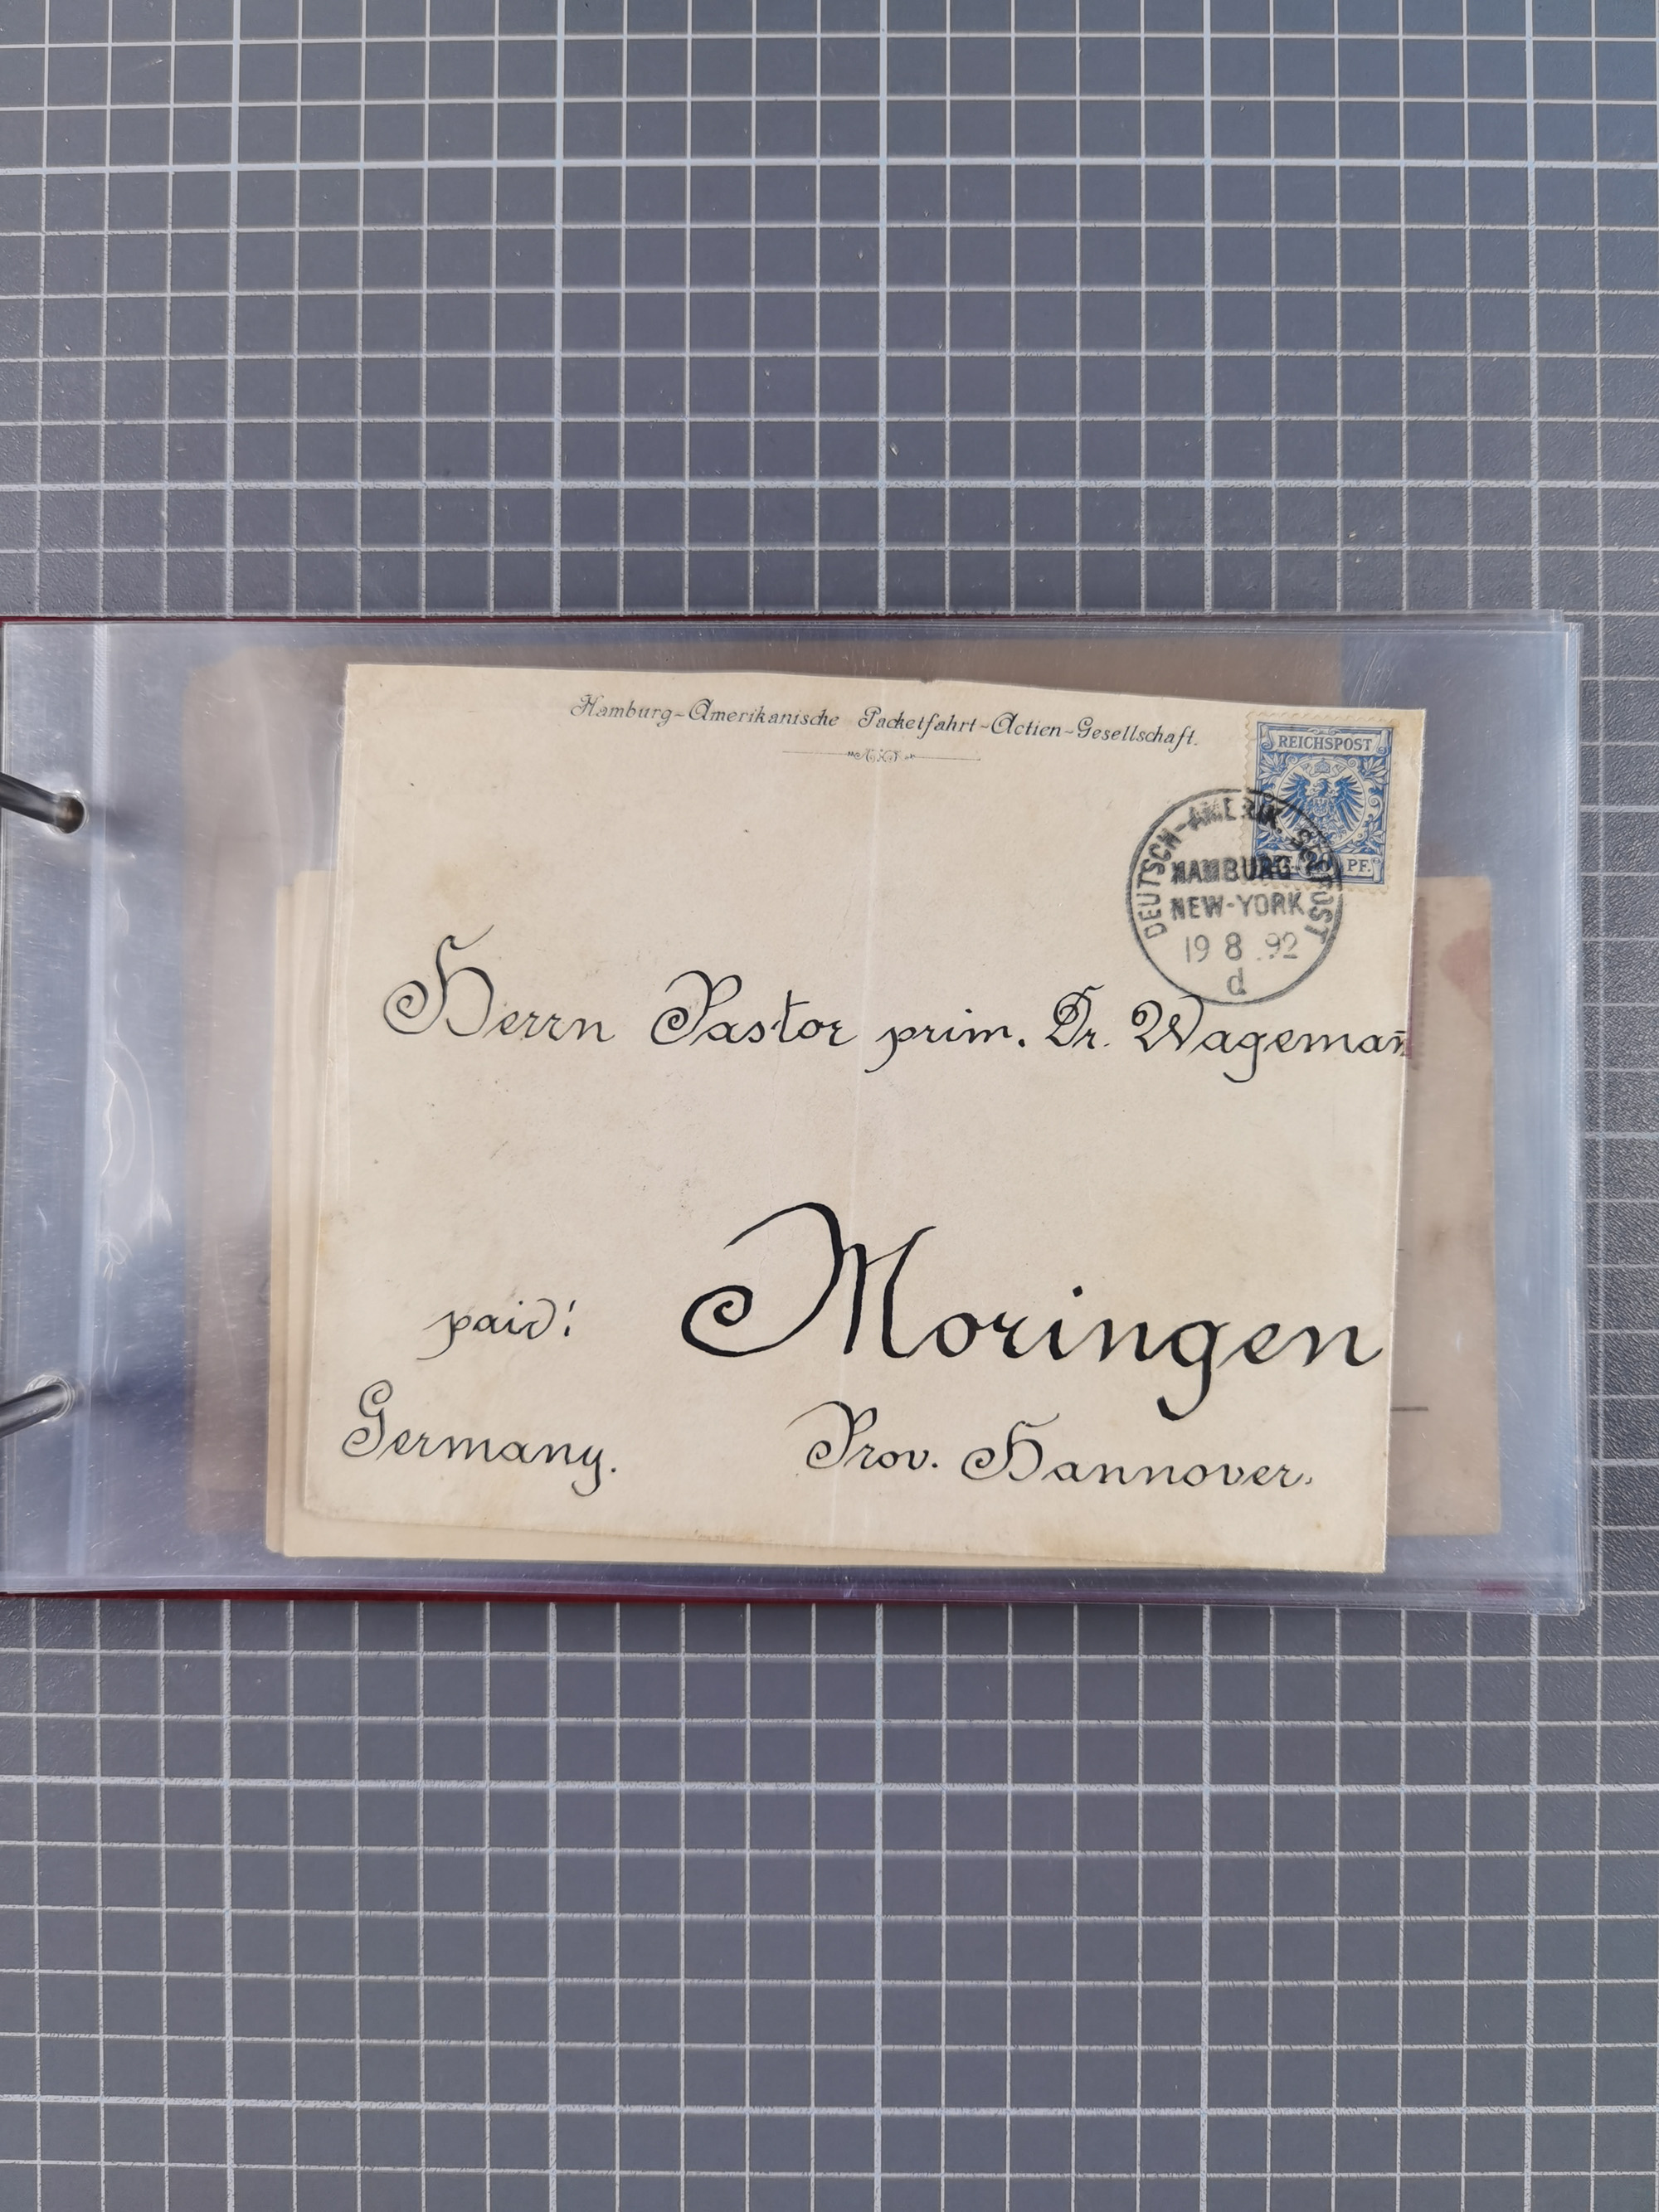 Hamburg-Amerikanische Packetfahrt-Actien-Gesellschaft.
REICHSPOST
PF.
DEUTSCH-AMERIK. SEEPOST
HAMBURG-
NEW-YORK
19 8 .92
d
Herrn Pastor prim. Dr. Wageman̄
paid!
Moringen
Germany.
Prov. Hannover.